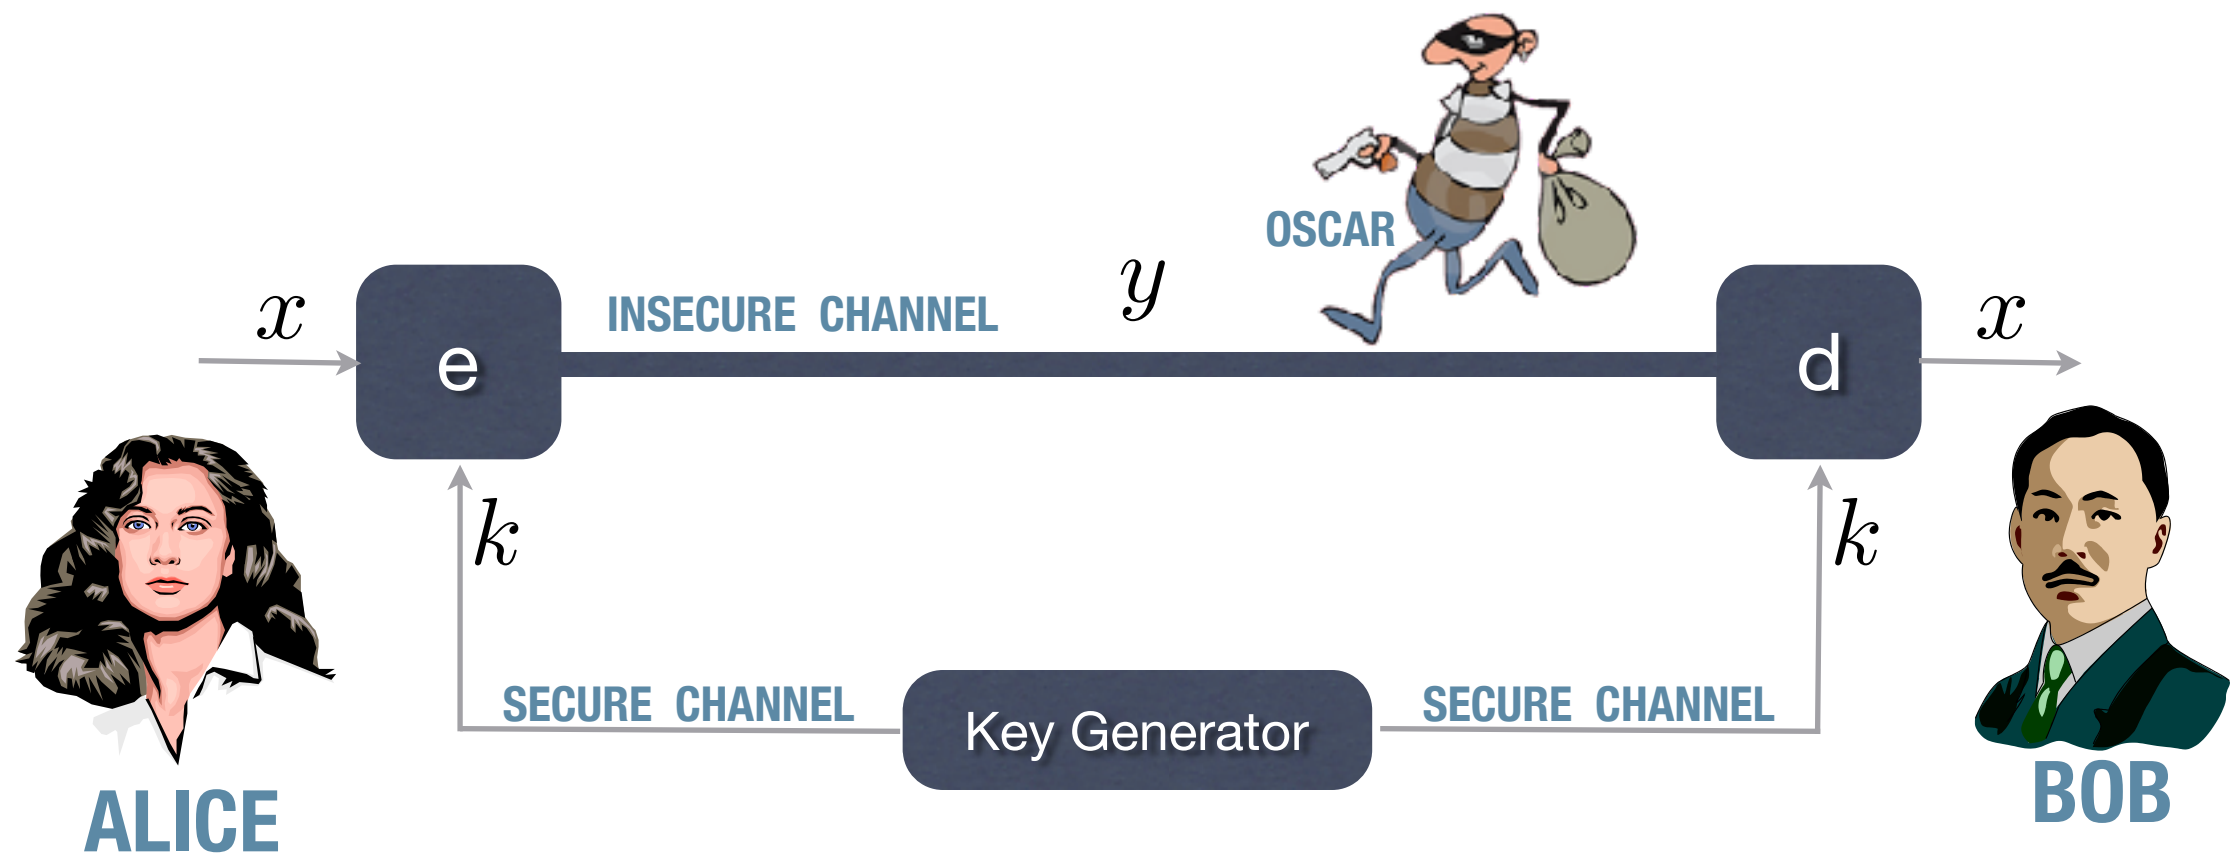 OSCAR
x
INSECURE CHANNEL
y
x
e
d
k
k
SECURE CHANNEL
Key Generator
SECURE CHANNEL
ALICE
BOB